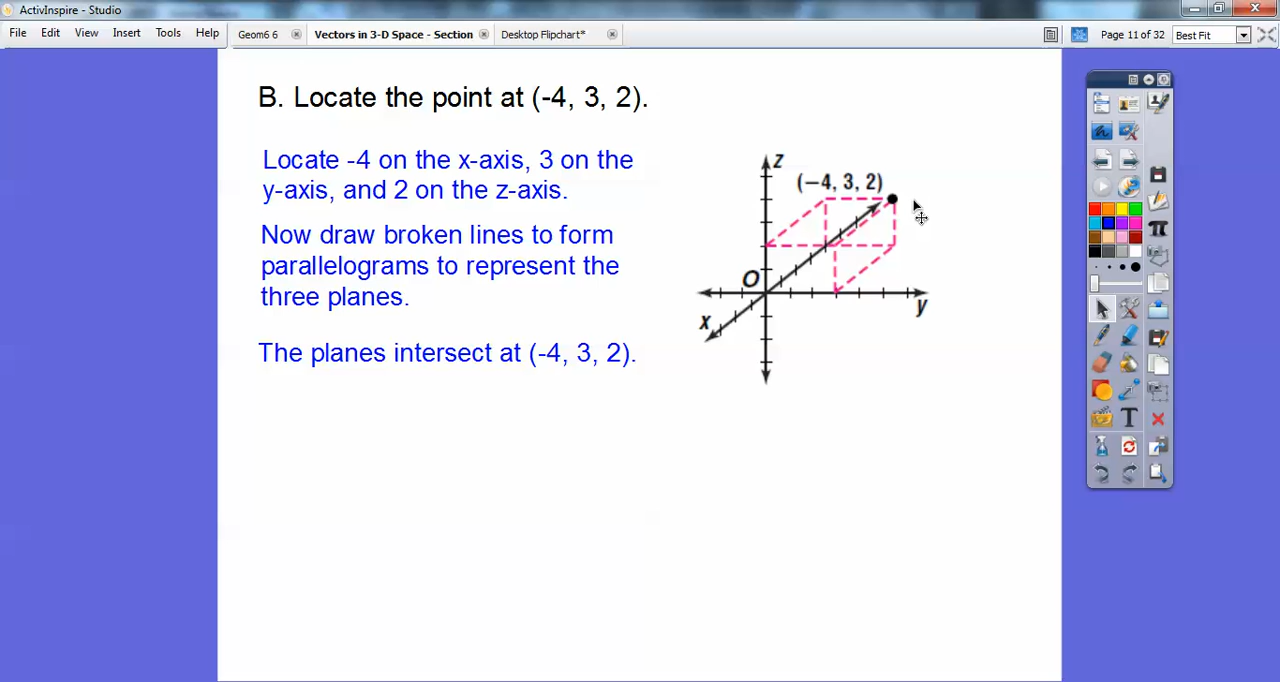 ActivInspire - Studio
File Edit View Insert Tools Help
Geom6 6 Vectors in 3-D Space - Section Desktop Flipchart* Page 11 of 32 Best Fit
B. Locate the point at (-4, 3, 2).
Locate -4 on the x-axis, 3 on the
y-axis, and 2 on the z-axis.
Now draw broken lines to form
parallelograms to represent the
three planes.
The planes intersect at (-4, 3, 2).
z
(−4, 3, 2)
O
x
y